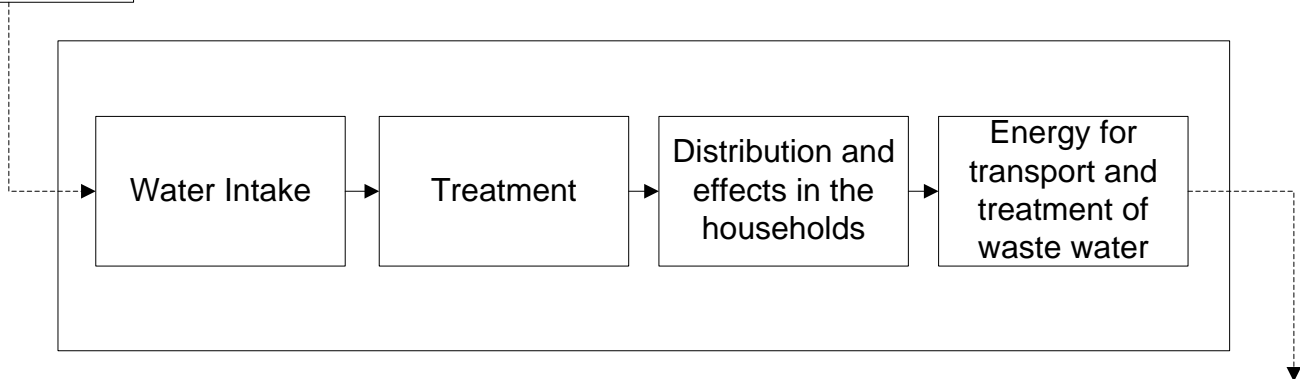 Water Intake
Treatment
Distribution and
effects in the
households
Energy for
transport and
treatment of
waste water